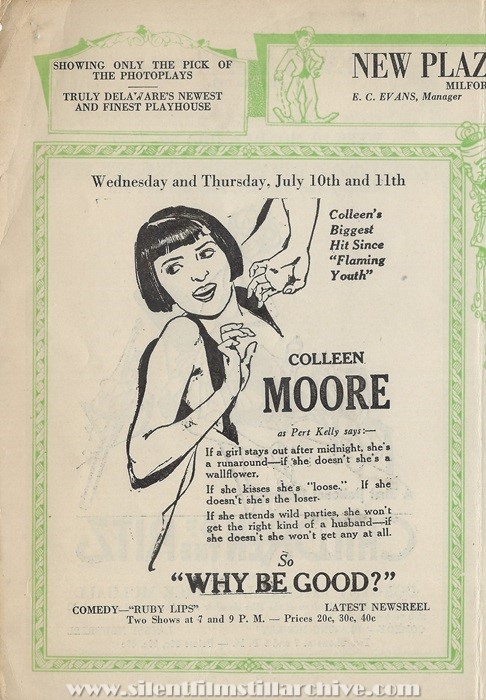 SHOWING ONLY THE PICK OF
THE PHOTOPLAYS
TRULY DELAWARE'S NEWEST
AND FINEST PLAYHOUSE
NEW PLAZ
MILFOR
E. C. EVANS, Manager
Wednesday and Thursday, July 10th and 11th
Colleen's
Biggest
Hit Since
"Flaming
Youth"
COLLEEN
MOORE
as Pert Kelly says:—
If a girl stays out after midnight, she's
a runaround—if she doesn't she's a
wallflower.
If she kisses she's "loose." If she
doesn't she's the loser.
If she attends wild parties, she won't
get the right kind of a husband—if
she doesn't she won't get any at all.
So
"WHY BE GOOD?"
COMEDY—"RUBY LIPS"
LATEST NEWSREEL
Two Shows at 7 and 9 P. M. — Prices 20c, 30c, 40c
www.silentfilmstillarchive.com